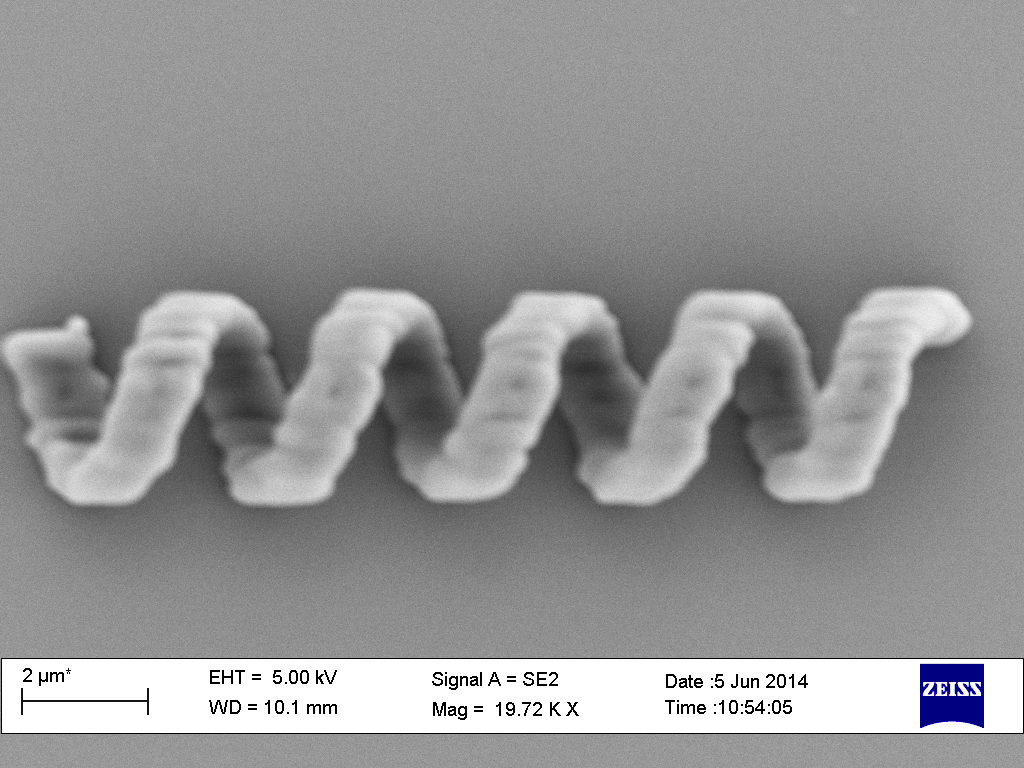 2 µm*
EHT = 5.00 kV
WD = 10.1 mm
Signal A = SE2
Mag = 19.72 K X
Date :5 Jun 2014
Time :10:54:05
ZEISS